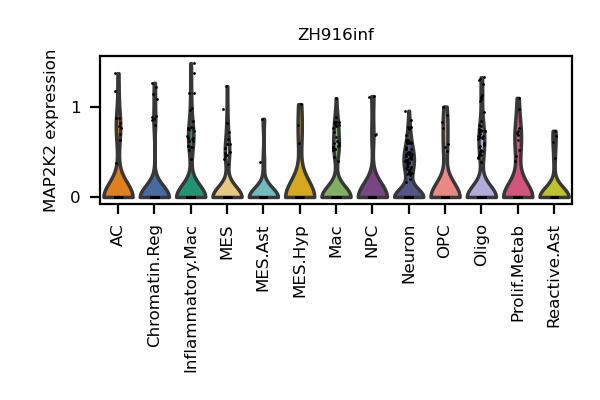 ZH916inf
MAP2K2 expression
1
0
AC
Chromatin.Reg
Inflammatory.Mac
MES
MES.Ast
MES.Hyp
Mac
NPC
Neuron
OPC
Oligo
Prolif.Metab
Reactive.Ast